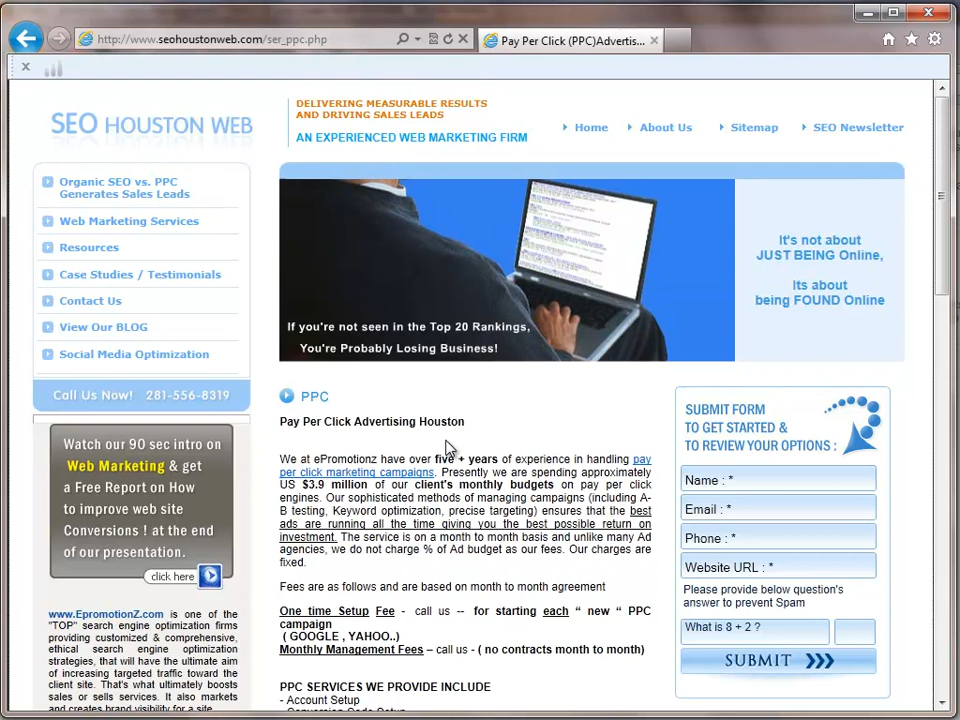 http://www.seohoustonweb.com/ser_ppc.php
Pay Per Click (PPC)Advertis...
SEO HOUSTON WEB
DELIVERING MEASURABLE RESULTS
AND DRIVING SALES LEADS
AN EXPERIENCED WEB MARKETING FIRM
Home
About Us
Sitemap
SEO Newsletter
Organic SEO vs. PPC
Generates Sales Leads
Web Marketing Services
Resources
Case Studies / Testimonials
Contact Us
View Our BLOG
Social Media Optimization
Call Us Now! 281-556-8319
Watch our 90 sec intro on
Web Marketing & get
a Free Report on How
to improve web site
Conversions ! at the end
of our presentation.
click here
www.EpromotionZ.com is one of the
"TOP" search engine optimization firms
providing customized & comprehensive,
ethical search engine optimization
strategies, that will have the ultimate aim
of increasing targeted traffic toward the
client site. That's what ultimately boosts
sales or sells services. It also markets
and creates brand visibility for a site
If you're not seen in the Top 20 Rankings,
You're Probably Losing Business!
It's not about
JUST BEING Online,
Its about
being FOUND Online
PPC
Pay Per Click Advertising Houston
We at ePromotionz have over five + years of experience in handling pay
per click marketing campaigns. Presently we are spending approximately
US $3.9 million of our client's monthly budgets on pay per click
engines. Our sophisticated methods of managing campaigns (including A-
B testing, Keyword optimization, precise targeting) ensures that the best
ads are running all the time giving you the best possible return on
investment. The service is on a month to month basis and unlike many Ad
agencies, we do not charge % of Ad budget as our fees. Our charges are
fixed.
Fees are as follows and are based on month to month agreement
One time Setup Fee - call us -- for starting each “ new “ PPC
campaign
( GOOGLE , YAHOO..)
Monthly Management Fees – call us - ( no contracts month to month)
PPC SERVICES WE PROVIDE INCLUDE
- Account Setup
- Conversion Code Setup
SUBMIT FORM
TO GET STARTED &
TO REVIEW YOUR OPTIONS :
Name : *
Email : *
Phone : *
Website URL : *
Please provide below question's
answer to prevent Spam
What is 8 + 2 ?
SUBMIT